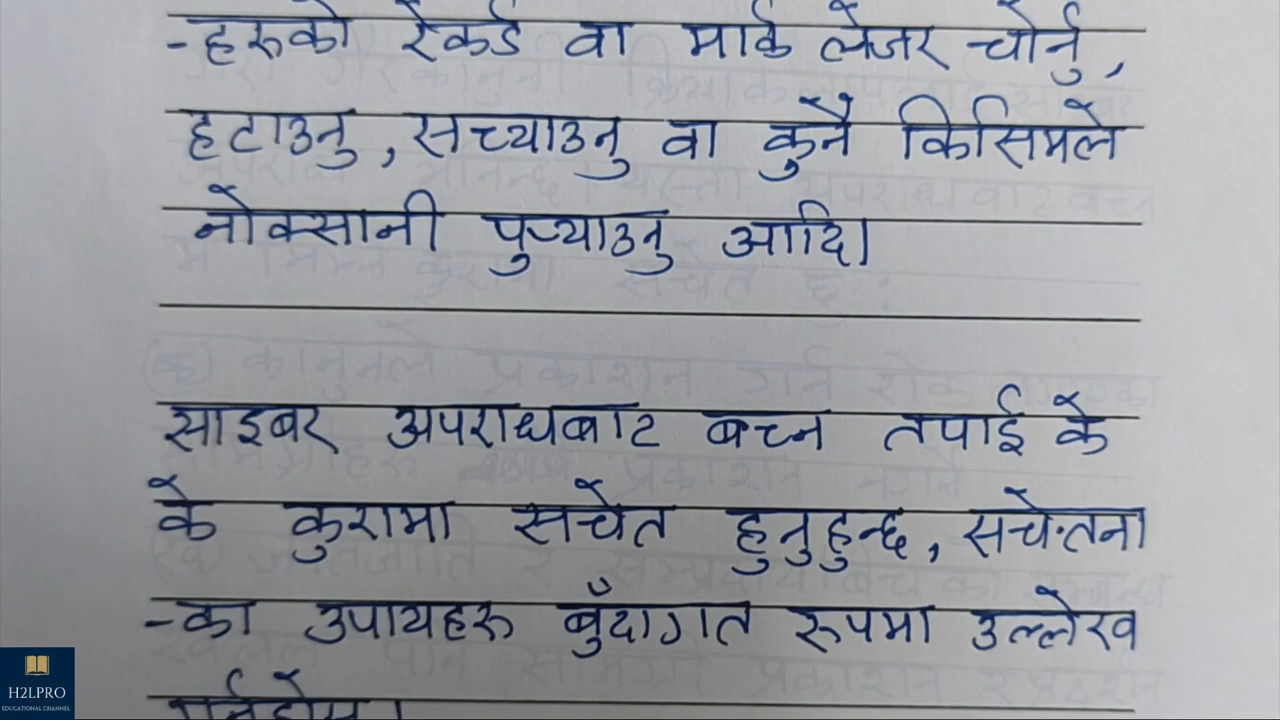 -हरुको रेकर्ड वा मार्क लेजर चोर्नु,
हटाउनु, सच्याउनु वा कुनै किसिमले
नोक्सानी पुऱ्याउनु आदि।
साइबर अपराधबाट बच्न तपाई के
के कुरामा सचेत हुनुहुन्छ, सचेतना
-का उपायहरु बुँदागत रुपमा उल्लेख
गर्नुहोस्।
H2LPRO
EDUCATIONAL CHANNEL